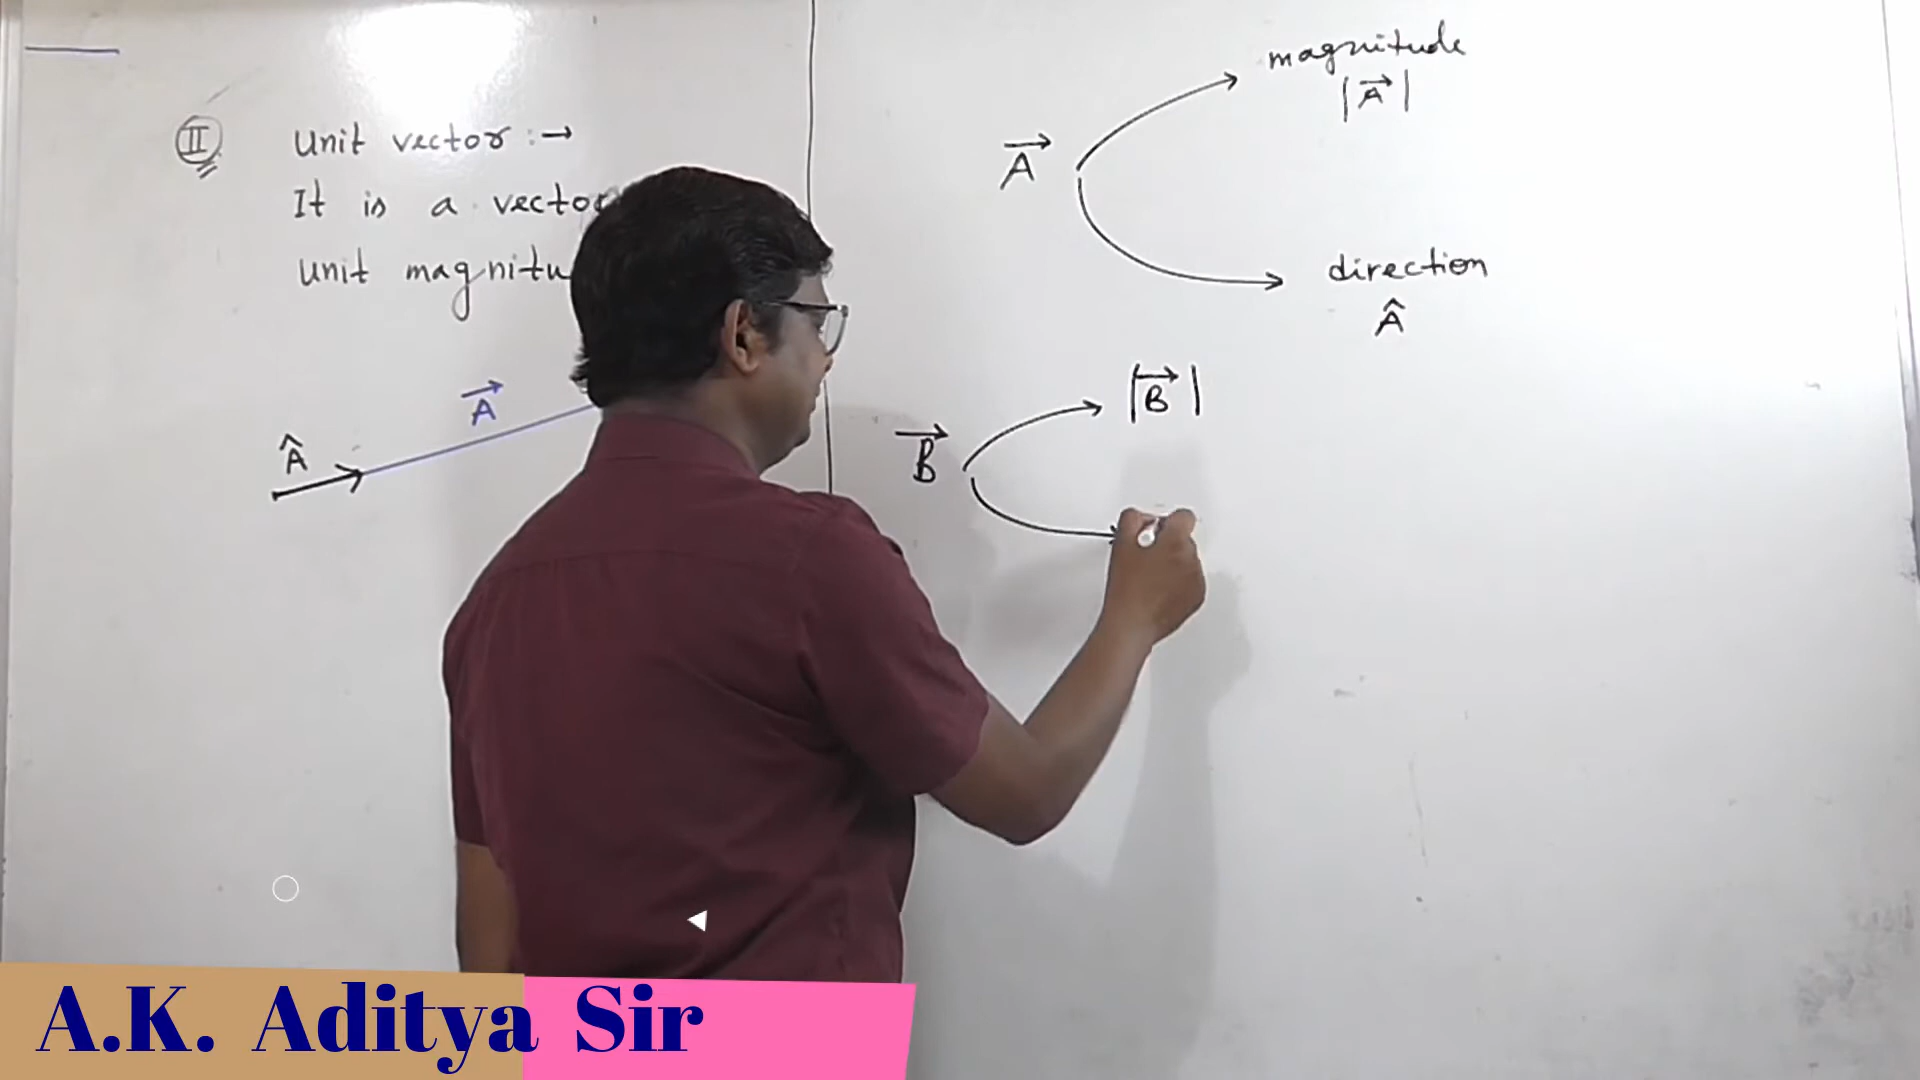 II Unit vector :→
It is a vector
Unit magnitu
A⃗
Â
magnitude
|A⃗|
A⃗
direction
Â
|B⃗|
B⃗
A.K. Aditya Sir